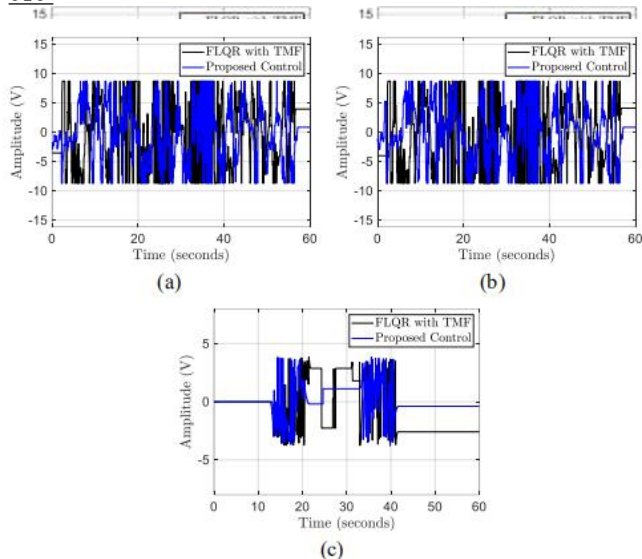 15
15
FLQR with TMF
Proposed Control
10
5
0
-5
-10
-15
Amplitude (V)
0
20
40
60
Time (seconds)
(a)
FLQR with TMF
Proposed Control
10
5
0
-5
-10
-15
Amplitude (V)
0
20
40
60
Time (seconds)
(b)
FLQR with TMF
Proposed Control
5
0
-5
Amplitude (V)
0
10
20
30
40
50
60
Time (seconds)
(c)